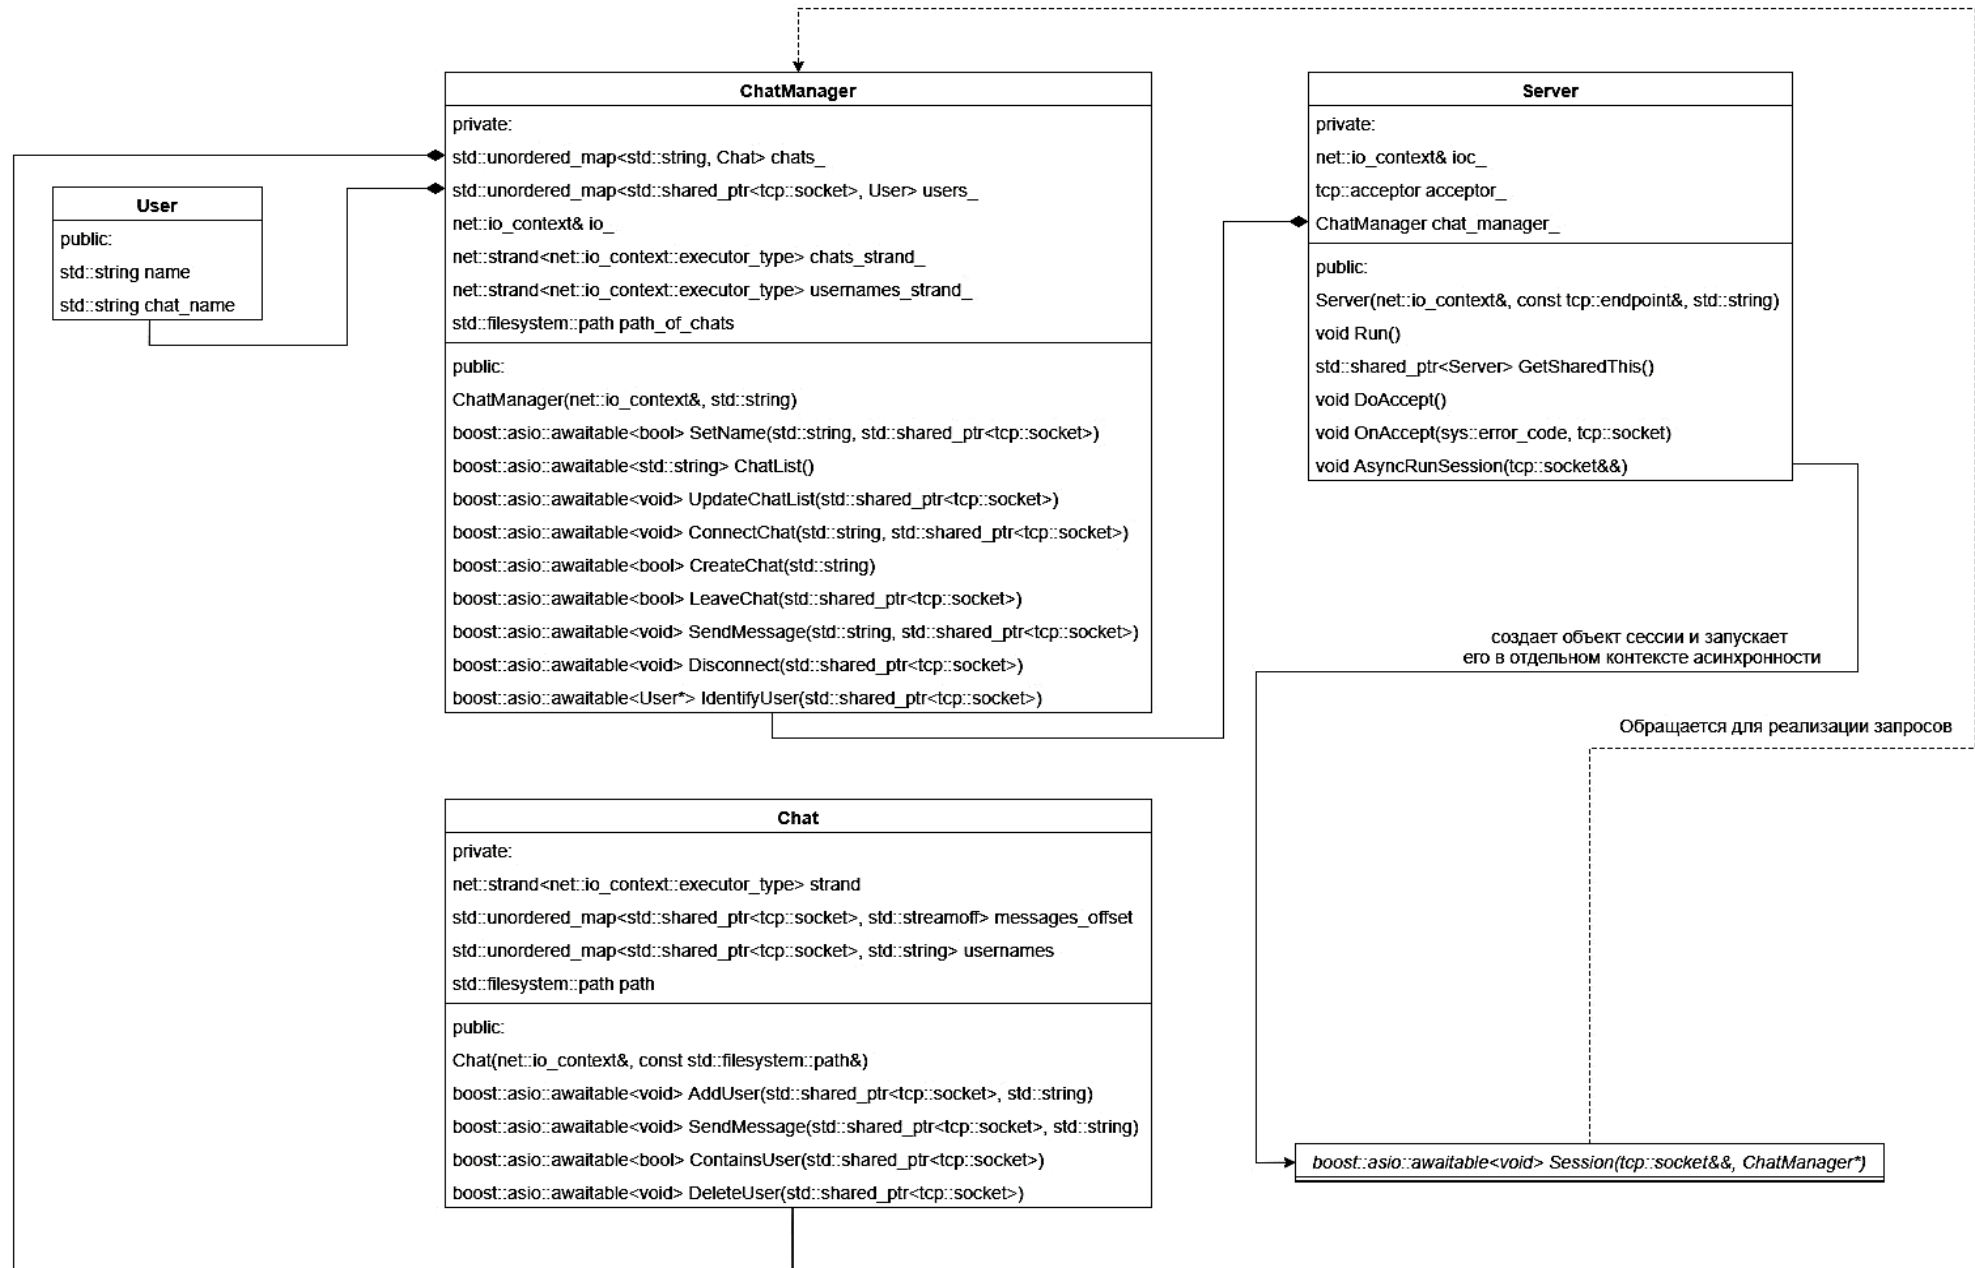 ChatManager
private:
std::unordered_map<std::string, Chat> chats_
std::unordered_map<std::shared_ptr<tcp::socket>, User> users_
net::io_context& io_
net::strand<net::io_context::executor_type> chats_strand_
net::strand<net::io_context::executor_type> usernames_strand_
std::filesystem::path path_of_chats
public:
ChatManager(net::io_context&, std::string)
boost::asio::awaitable<bool> SetName(std::string, std::shared_ptr<tcp::socket>)
boost::asio::awaitable<std::string> ChatList()
boost::asio::awaitable<void> UpdateChatList(std::shared_ptr<tcp::socket>)
boost::asio::awaitable<void> ConnectChat(std::string, std::shared_ptr<tcp::socket>)
boost::asio::awaitable<bool> CreateChat(std::string)
boost::asio::awaitable<bool> LeaveChat(std::shared_ptr<tcp::socket>)
boost::asio::awaitable<void> SendMessage(std::string, std::shared_ptr<tcp::socket>)
boost::asio::awaitable<void> Disconnect(std::shared_ptr<tcp::socket>)
boost::asio::awaitable<User*> IdentifyUser(std::shared_ptr<tcp::socket>)
Server
private:
net::io_context& ioc_
tcp::acceptor acceptor_
ChatManager chat_manager_
public:
Server(net::io_context&, const tcp::endpoint&, std::string)
void Run()
std::shared_ptr<Server> GetSharedThis()
void DoAccept()
void OnAccept(sys::error_code, tcp::socket)
void AsyncRunSession(tcp::socket&&)
User
public:
std::string name
std::string chat_name
создает объект сессии и запускает
его в отдельном контексте асинхронности
Обращается для реализации запросов
Chat
private:
net::strand<net::io_context::executor_type> strand
std::unordered_map<std::shared_ptr<tcp::socket>, std::streamoff> messages_offset
std::unordered_map<std::shared_ptr<tcp::socket>, std::string> usernames
std::filesystem::path path
public:
Chat(net::io_context&, const std::filesystem::path&)
boost::asio::awaitable<void> AddUser(std::shared_ptr<tcp::socket>, std::string)
boost::asio::awaitable<void> SendMessage(std::shared_ptr<tcp::socket>, std::string)
boost::asio::awaitable<bool> ContainsUser(std::shared_ptr<tcp::socket>)
boost::asio::awaitable<void> DeleteUser(std::shared_ptr<tcp::socket>)
boost::asio::awaitable<void> Session(tcp::socket&&, ChatManager*)